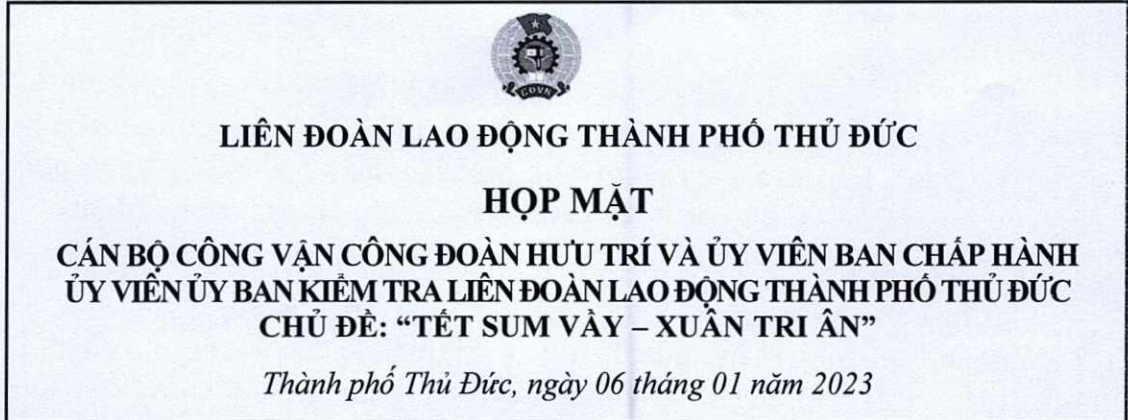 CĐVN
LIÊN ĐOÀN LAO ĐỘNG THÀNH PHỐ THỦ ĐỨC
HỌP MẶT
CÁN BỘ CÔNG VẬN CÔNG ĐOÀN HƯU TRÍ VÀ ỦY VIÊN BAN CHẤP HÀNH
ỦY VIÊN ỦY BAN KIỂM TRA LIÊN ĐOÀN LAO ĐỘNG THÀNH PHỐ THỦ ĐỨC
CHỦ ĐỀ: “TẾT SUM VẦY – XUÂN TRI ÂN”
Thành phố Thủ Đức, ngày 06 tháng 01 năm 2023